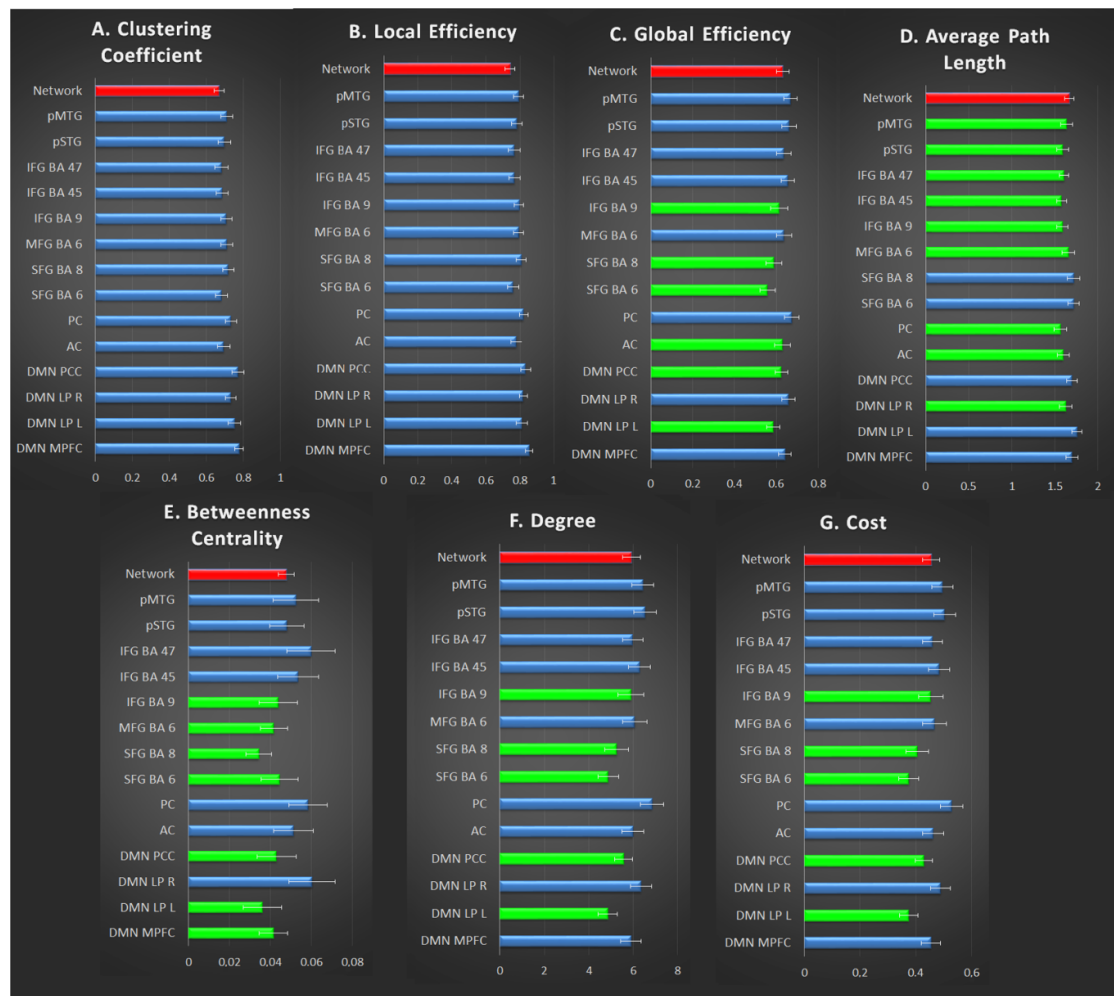 A. Clustering
Coefficient
Network
pMTG
pSTG
IFG BA 47
IFG BA 45
IFG BA 9
MFG BA 6
SFG BA 8
SFG BA 6
PC
AC
DMN PCC
DMN LP R
DMN LP L
DMN MPFC
0 0.2 0.4 0.6 0.8 1
B. Local Efficiency
Network
pMTG
pSTG
IFG BA 47
IFG BA 45
IFG BA 9
MFG BA 6
SFG BA 8
SFG BA 6
PC
AC
DMN PCC
DMN LP R
DMN LP L
DMN MPFC
0 0.2 0.4 0.6 0.8 1
C. Global Efficiency
Network
pMTG
pSTG
IFG BA 47
IFG BA 45
IFG BA 9
MFG BA 6
SFG BA 8
SFG BA 6
PC
AC
DMN PCC
DMN LP R
DMN LP L
DMN MPFC
0 0.2 0.4 0.6 0.8
D. Average Path
Length
Network
pMTG
pSTG
IFG BA 47
IFG BA 45
IFG BA 9
MFG BA 6
SFG BA 8
SFG BA 6
PC
AC
DMN PCC
DMN LP R
DMN LP L
DMN MPFC
0 0.5 1 1.5 2
E. Betweenness
Centrality
Network
pMTG
pSTG
IFG BA 47
IFG BA 45
IFG BA 9
MFG BA 6
SFG BA 8
SFG BA 6
PC
AC
DMN PCC
DMN LP R
DMN LP L
DMN MPFC
0 0,02 0,04 0,06 0,08
F. Degree
Network
pMTG
pSTG
IFG BA 47
IFG BA 45
IFG BA 9
MFG BA 6
SFG BA 8
SFG BA 6
PC
AC
DMN PCC
DMN LP R
DMN LP L
DMN MPFC
0 2 4 6 8
G. Cost
Network
pMTG
pSTG
IFG BA 47
IFG BA 45
IFG BA 9
MFG BA 6
SFG BA 8
SFG BA 6
PC
AC
DMN PCC
DMN LP R
DMN LP L
DMN MPFC
0 0,2 0,4 0,6